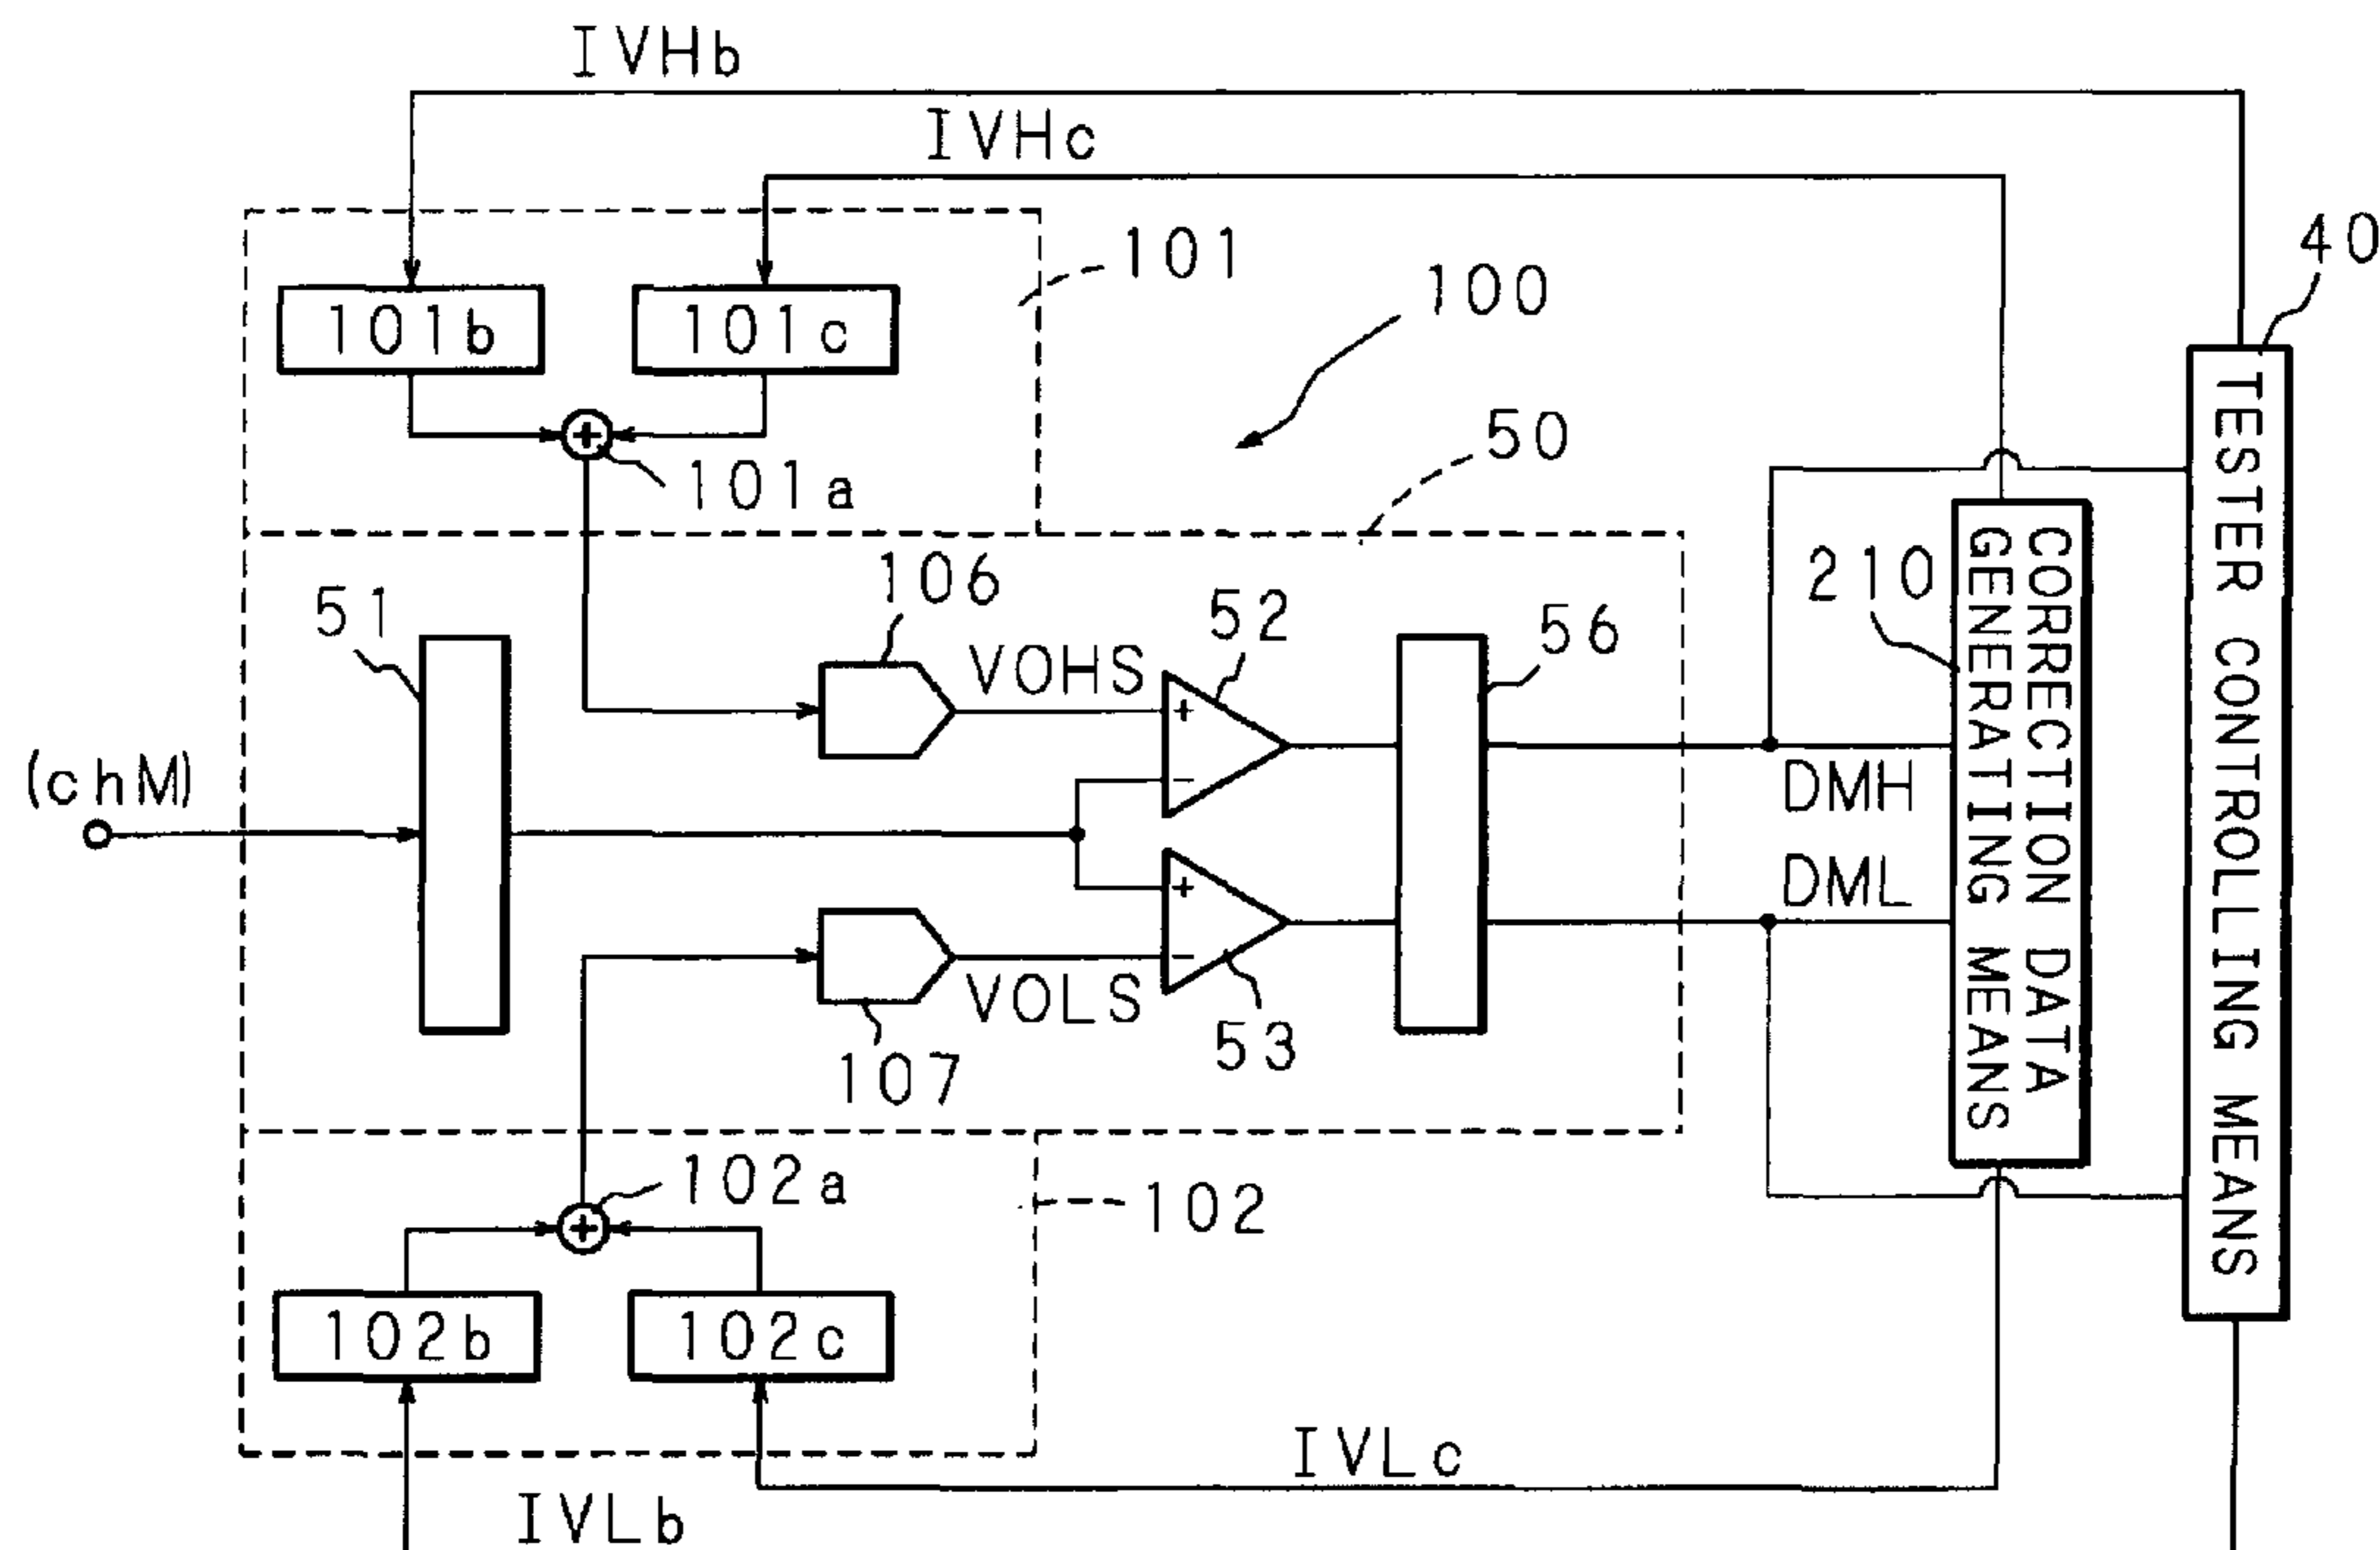 IVHb
IVHc
40
101
100
101b
101c
50
101a
106
52
56
210
51
VOHS
+
−
(chM)
DMH
DML
+
−
VOLS
53
107
CORRECTION DATA
GENERATING MEANS
TESTER CONTROLLING MEANS
102a
102
102b
102c
IVLc
IVLb